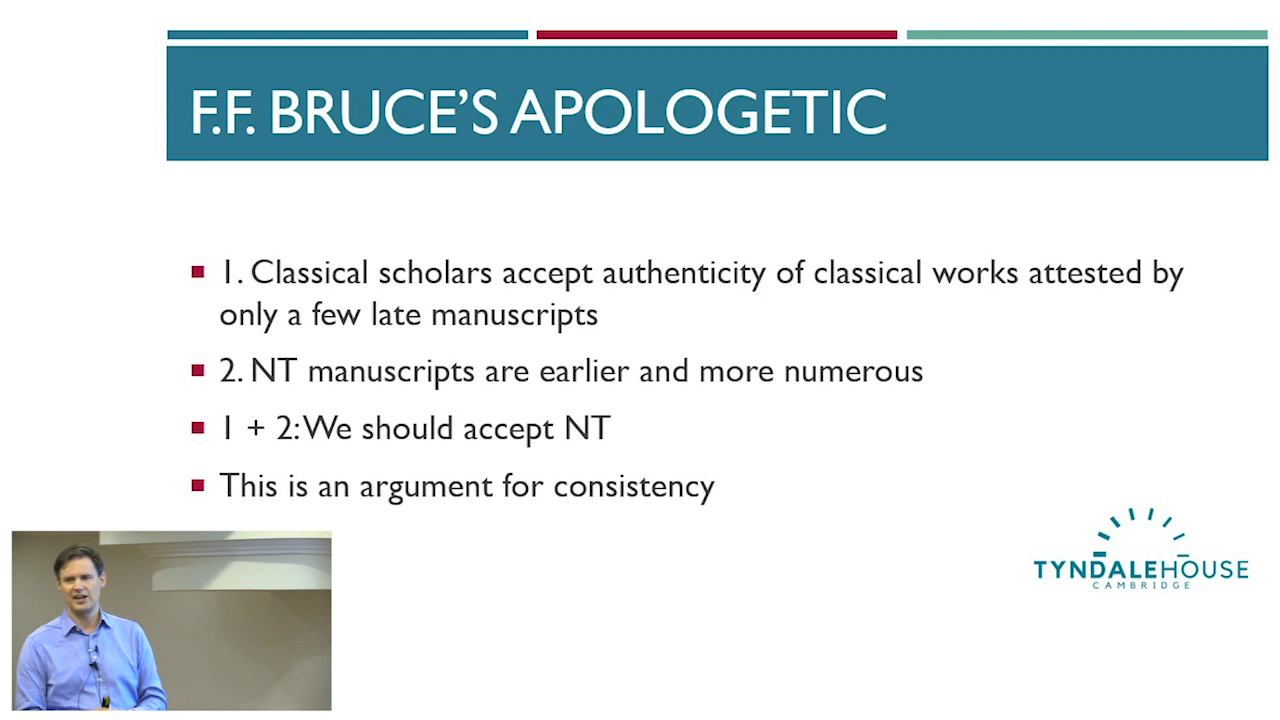 F.F. BRUCE'S APOLOGETIC
1. Classical scholars accept authenticity of classical works attested by
only a few late manuscripts
2. NT manuscripts are earlier and more numerous
1 + 2: We should accept NT
This is an argument for consistency
TYNDALEHOUSE
CAMBRIDGE